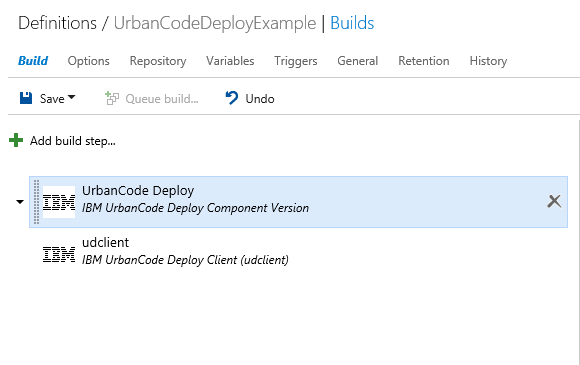 Definitions / UrbanCodeDeployExample | Builds
Build Options Repository Variables Triggers General Retention History
Save Queue build... Undo
Add build step...
IBM UrbanCode Deploy
IBM UrbanCode Deploy Component Version
IBM udclient
IBM UrbanCode Deploy Client (udclient)